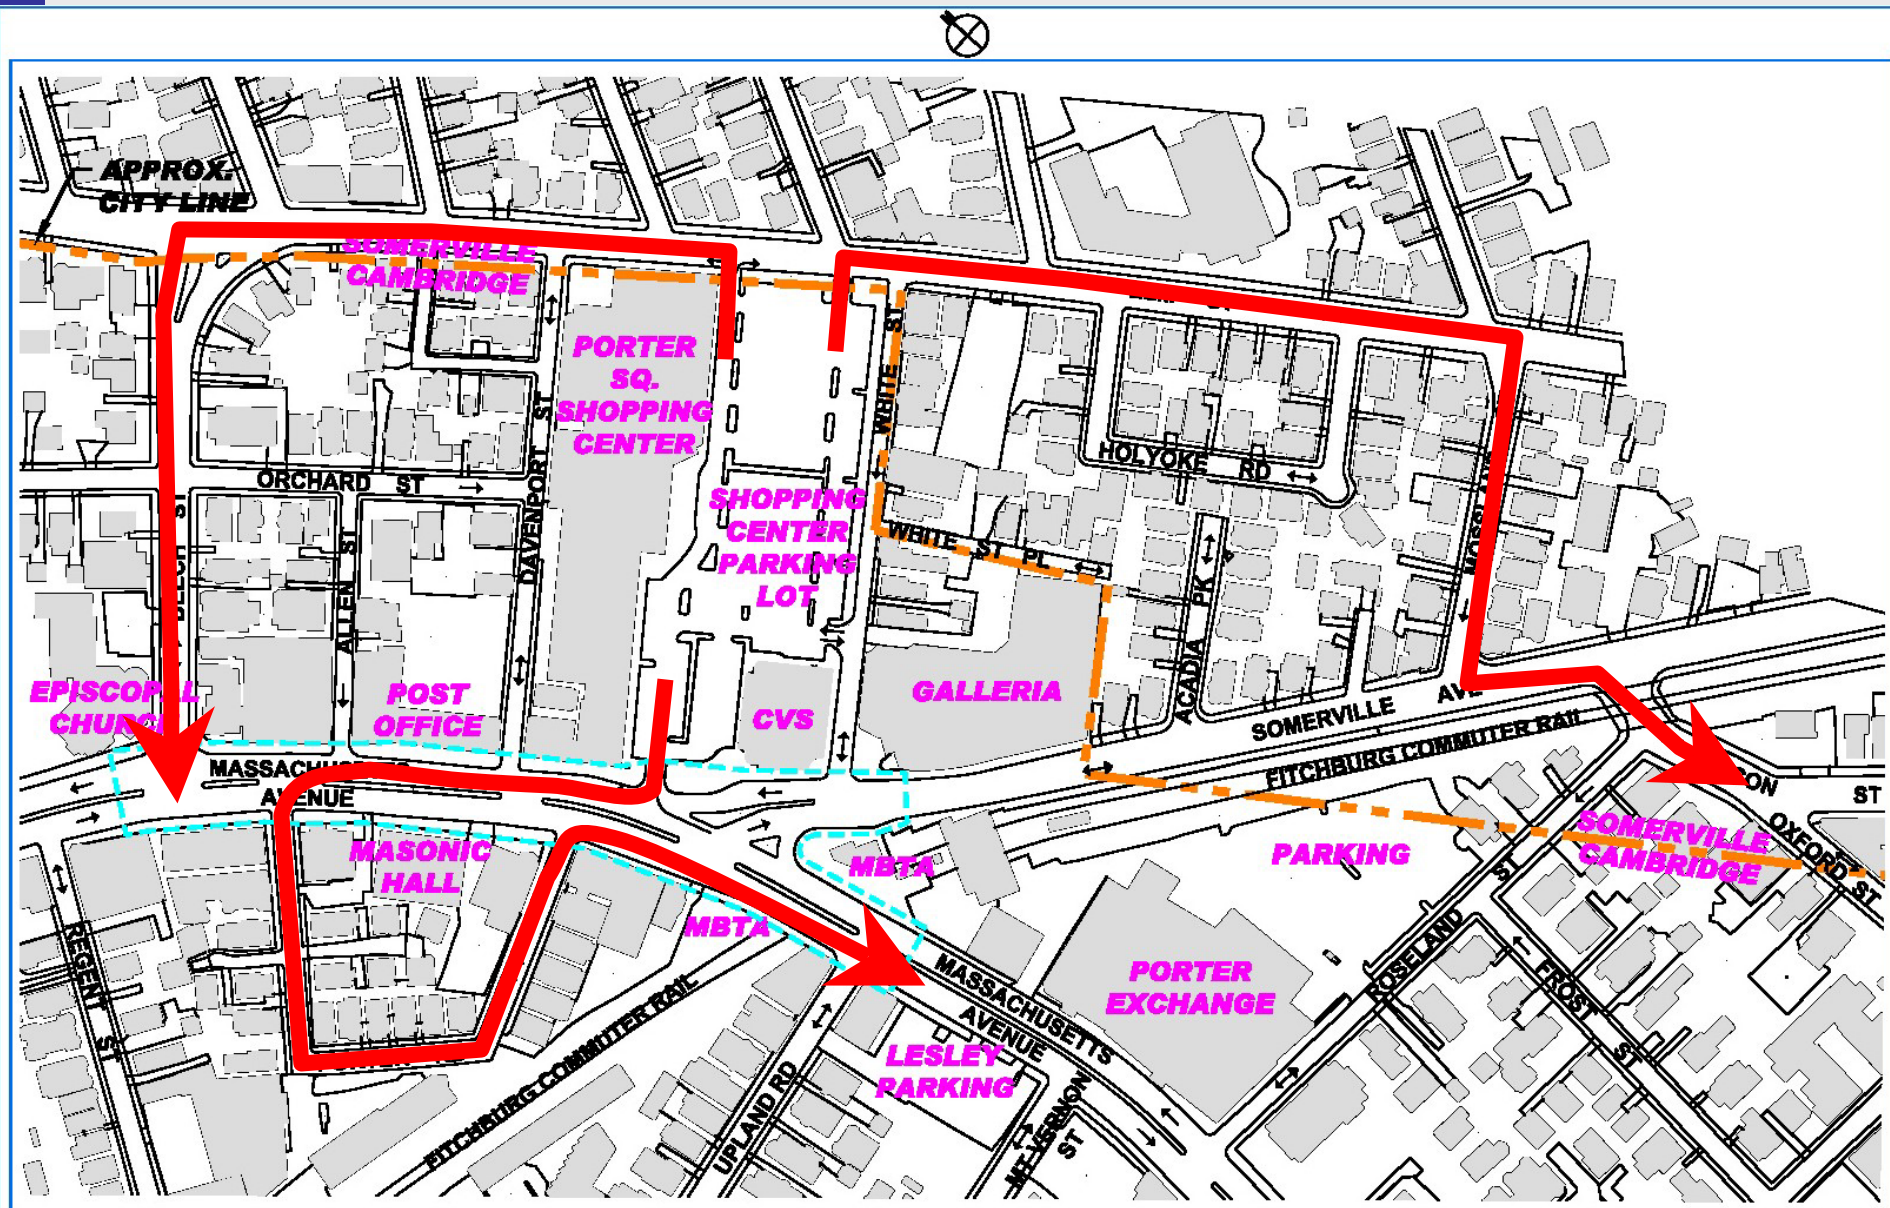 APPROX.
CITY LINE
SOMERVILLE
CAMBRIDGE
PORTER
SQ.
SHOPPING
CENTER
WHITE ST
HOLYOKE RD
ORCHARD ST
SHOPPING
CENTER
PARKING
LOT
WHITE ST PL
DAVENPORT ST
ALLEN ST
ST
ACADIA PK
EPISCOPAL
CHURCH
POST
OFFICE
CVS
GALLERIA
SOMERVILLE AVE
FITCHBURG COMMUTER RAIL
MASSACHUSETTS
AVENUE
ST
OXFORD ST
SOMERVILLE
CAMBRIDGE
MASONIC
HALL
MBTA
PARKING
MBTA
REGENT ST
ROSELAND ST
FROST ST
PORTER
EXCHANGE
MASSACHUSETTS
AVENUE
LESLEY
PARKING
FITCHBURG COMMUTER RAIL
UPLAND RD
MT VERNON
ST